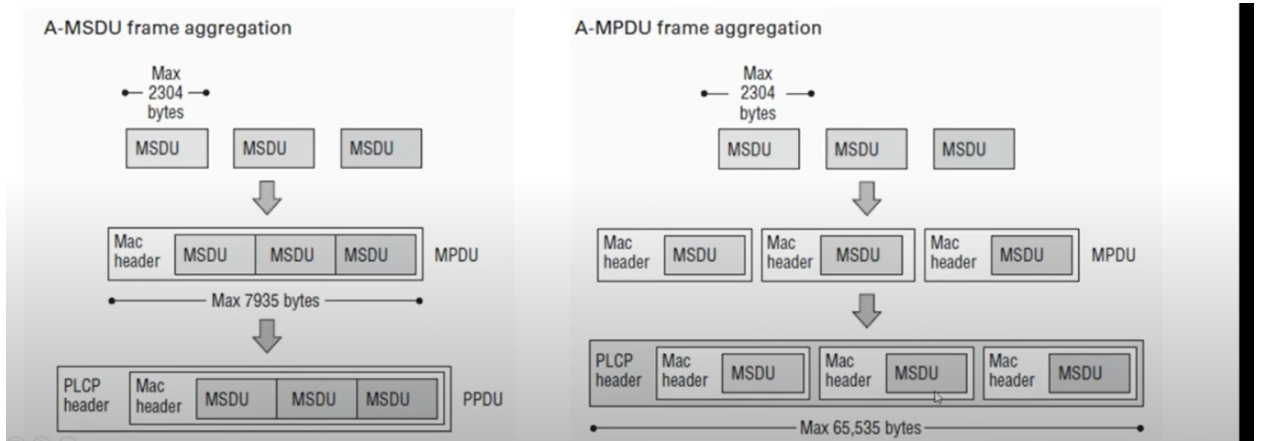 A-MSDU frame aggregation
Max
2304
bytes
MSDU MSDU MSDU
Mac
header MSDU MSDU MSDU MPDU
Max 7935 bytes
PLCP
header Mac
header MSDU MSDU MSDU PPDU
A-MPDU frame aggregation
Max
2304
bytes
MSDU MSDU MSDU
Mac
header MSDU Mac
header MSDU Mac
header MSDU MPDU
PLCP
header Mac
header MSDU Mac
header MSDU Mac
header MSDU
Max 65,535 bytes